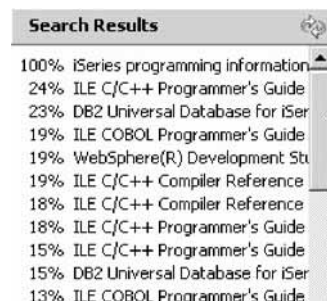 Search Results
100% iSeries programming information
24% ILE C/C++ Programmer's Guide
23% DB2 Universal Database for iSer
19% ILE COBOL Programmer's Guide
19% WebSphere(R) Development Stu
19% ILE C/C++ Compiler Reference
18% ILE C/C++ Compiler Reference
18% ILE C/C++ Programmer's Guide
15% ILE C/C++ Programmer's Guide
15% DB2 Universal Database for iSer
13% ILE COBOL Programmer's Guide